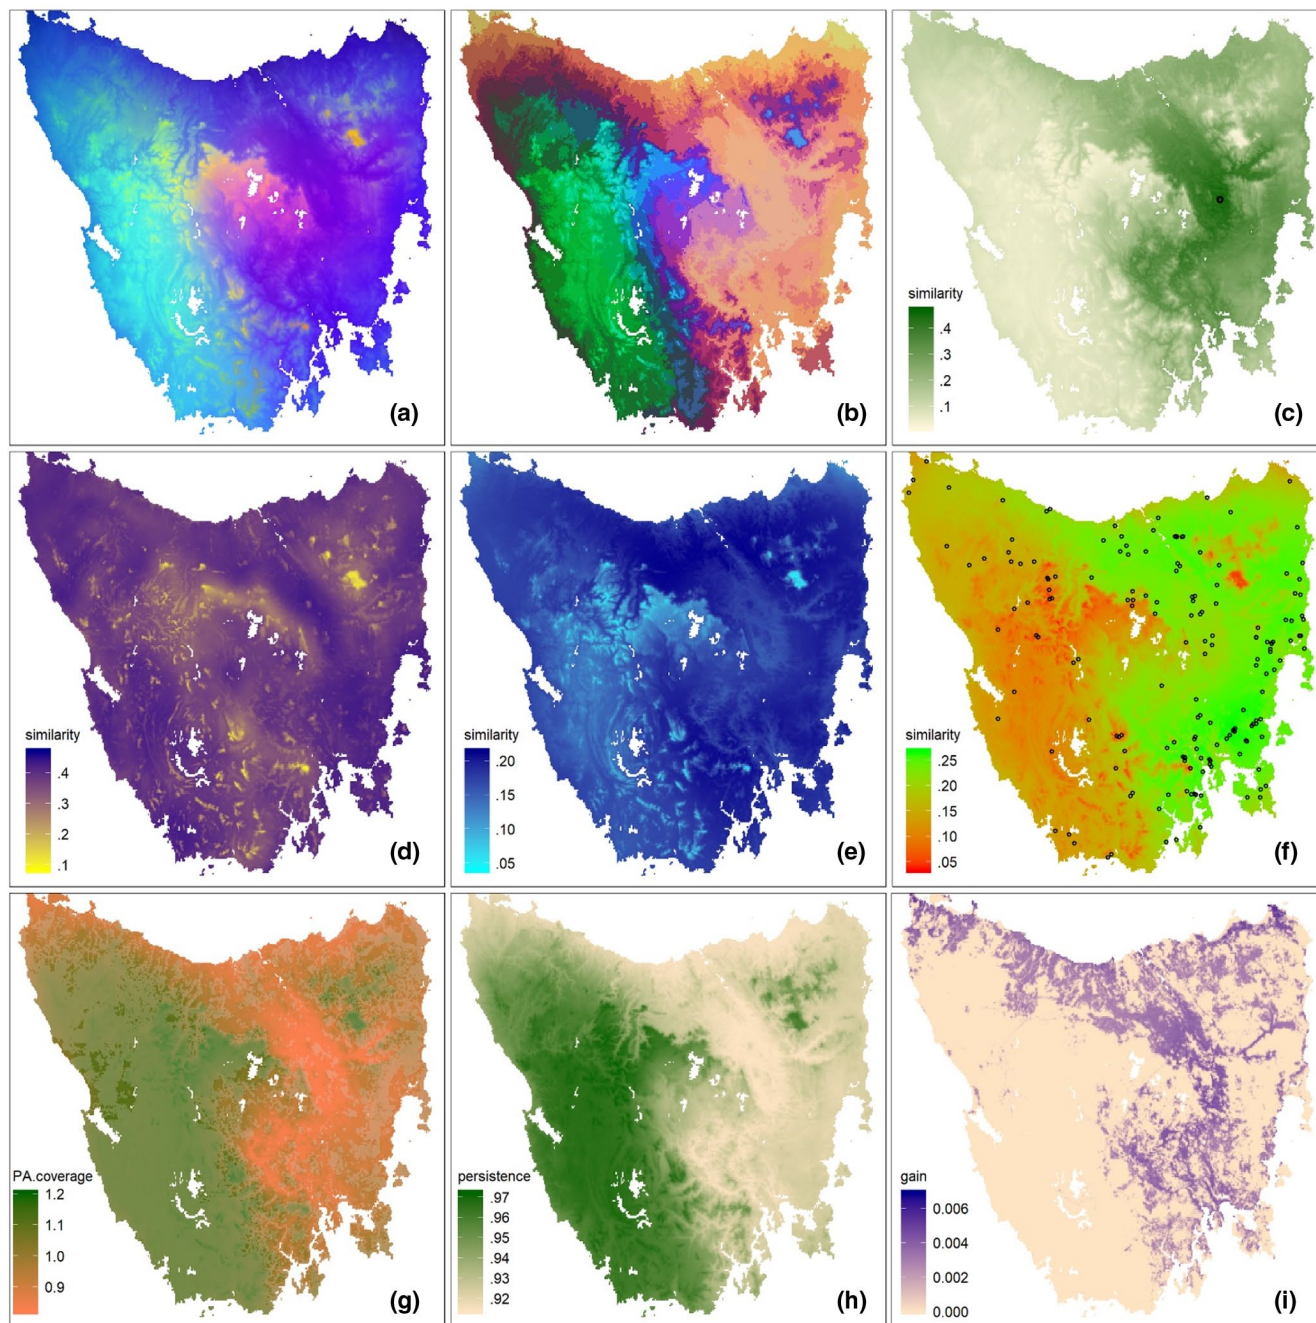 (a)
(b)
similarity
.4
.3
.2
.1
(c)
similarity
.4
.3
.2
.1
(d)
similarity
.20
.15
.10
.05
(e)
similarity
.25
.20
.15
.10
.05
(f)
PA.coverage
1.2
1.1
1.0
0.9
(g)
persistence
.97
.96
.95
.94
.93
.92
(h)
gain
0.006
0.004
0.002
0.000
(i)